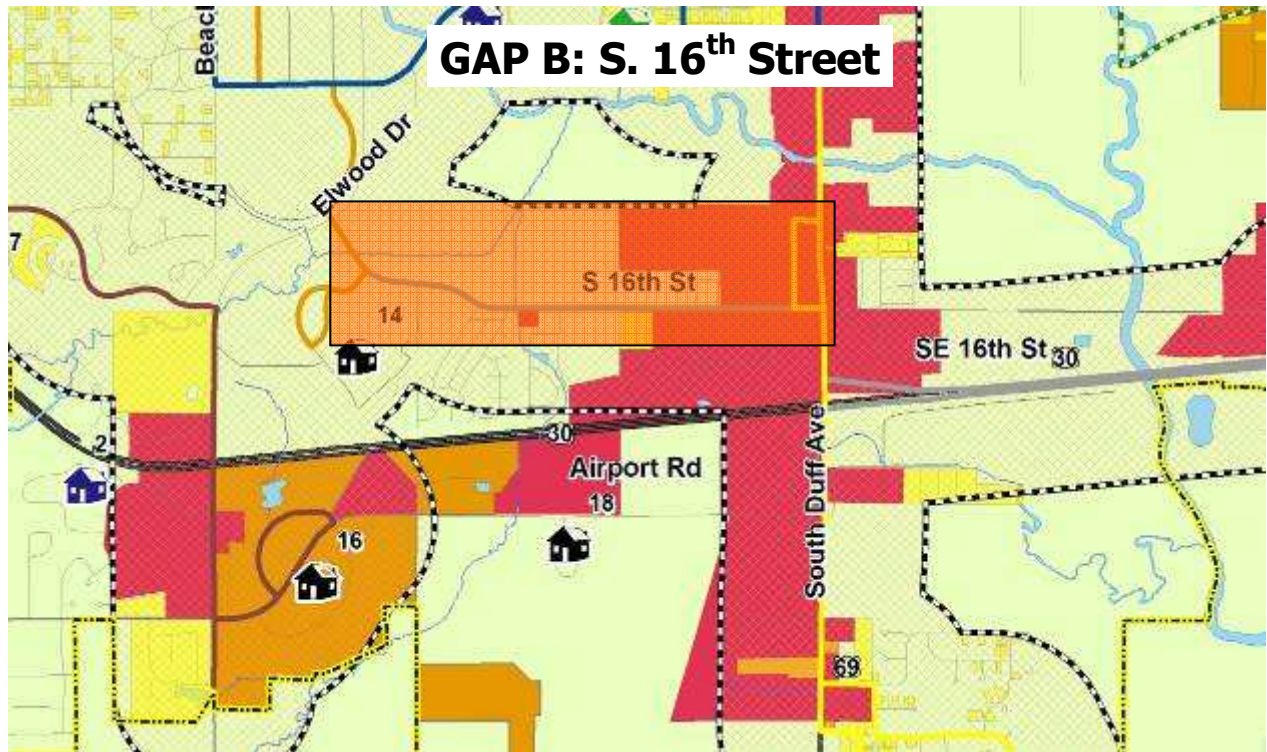 GAP B: S. 16th Street
Beach
Elwood Dr
7
S 16th St
14
SE 16th St 30
2
30
Airport Rd
18
16
South Duff Ave
69